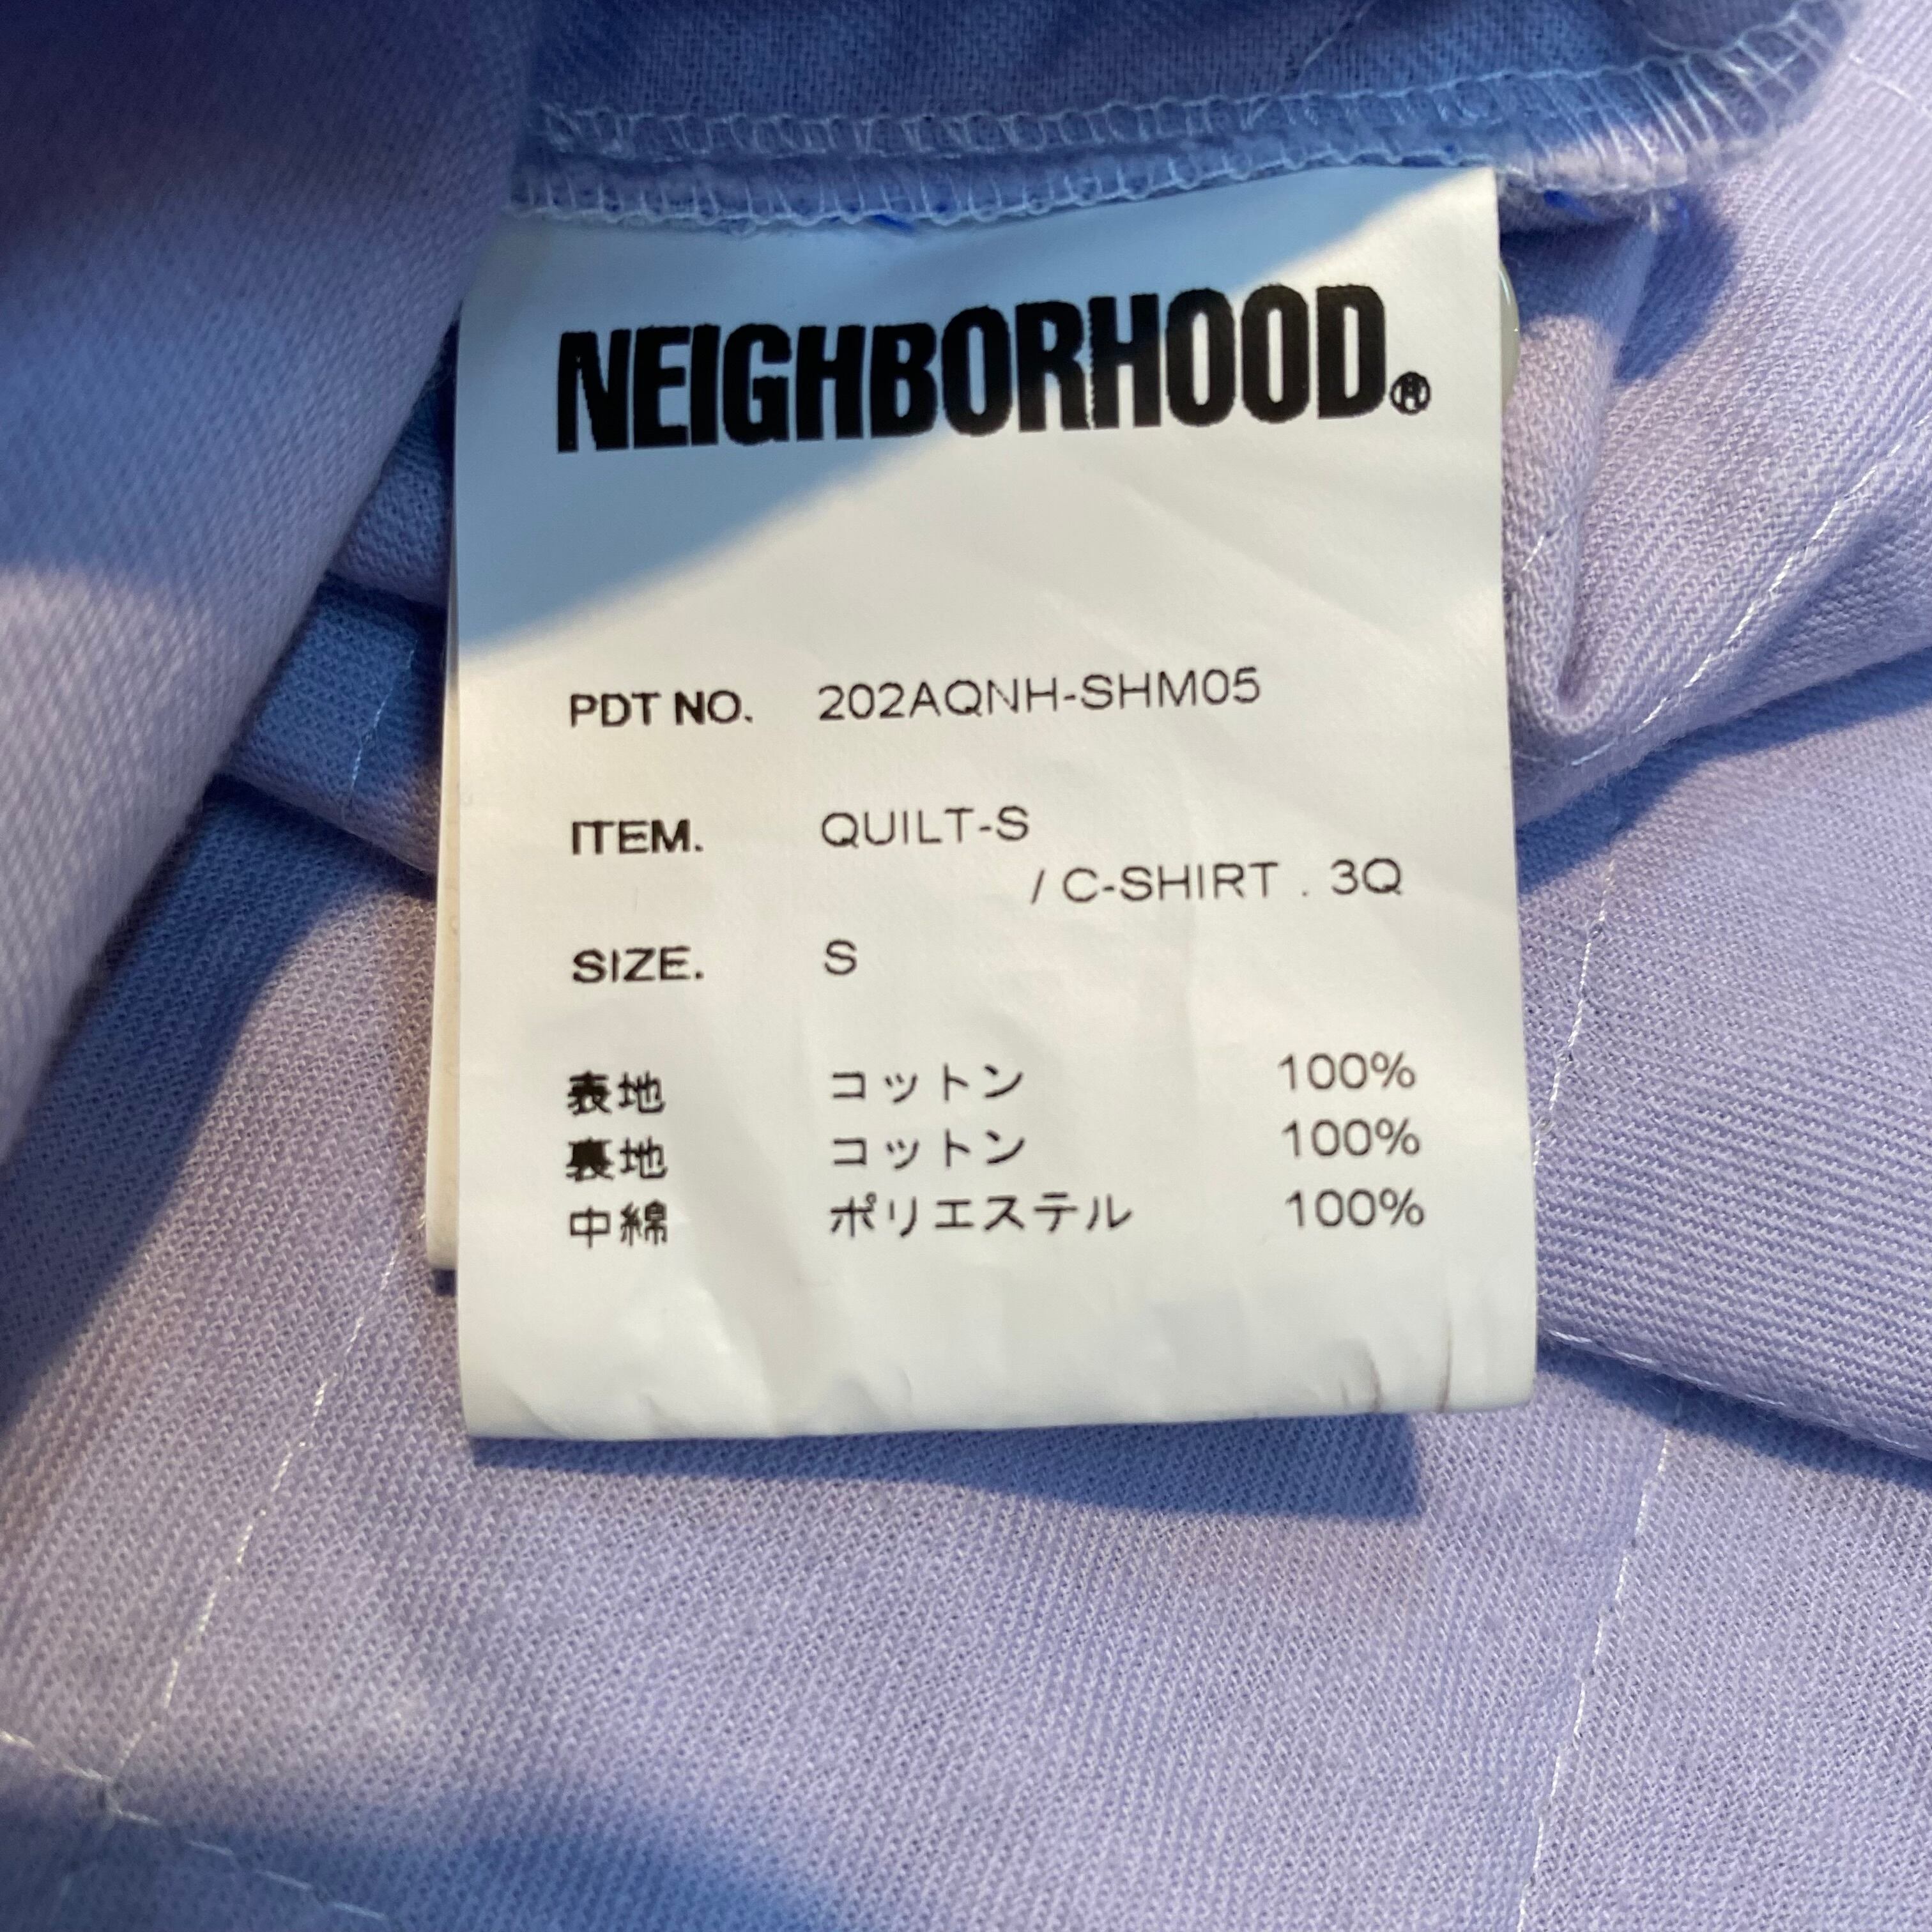 NEIGHBORHOOD®
PDT NO. 202AQNH-SHM05
ITEM. QUILT-S
/ C-SHIRT . 3Q
SIZE. S
表地 コットン 100%
裏地 コットン 100%
中綿 ポリエステル 100%